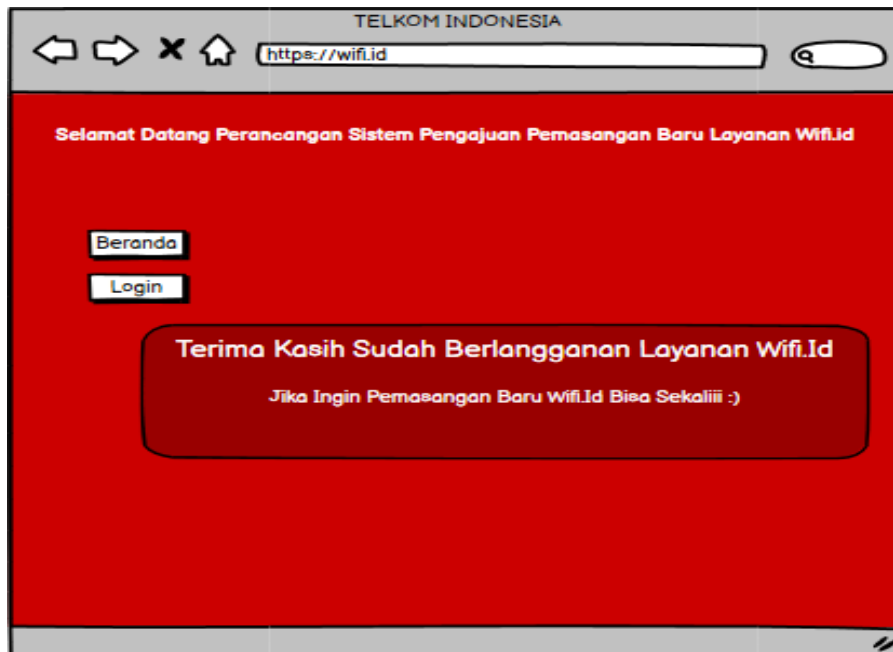 TELKOM INDONESIA
https://wifi.id
Selamat Datang Perancangan Sistem Pengajuan Pemasangan Baru Layanan Wifi.id
Beranda
Login
Terima Kasih Sudah Berlangganan Layanan Wifi.Id
Jika Ingin Pemasangan Baru Wifi.Id Bisa Sekaliii :)